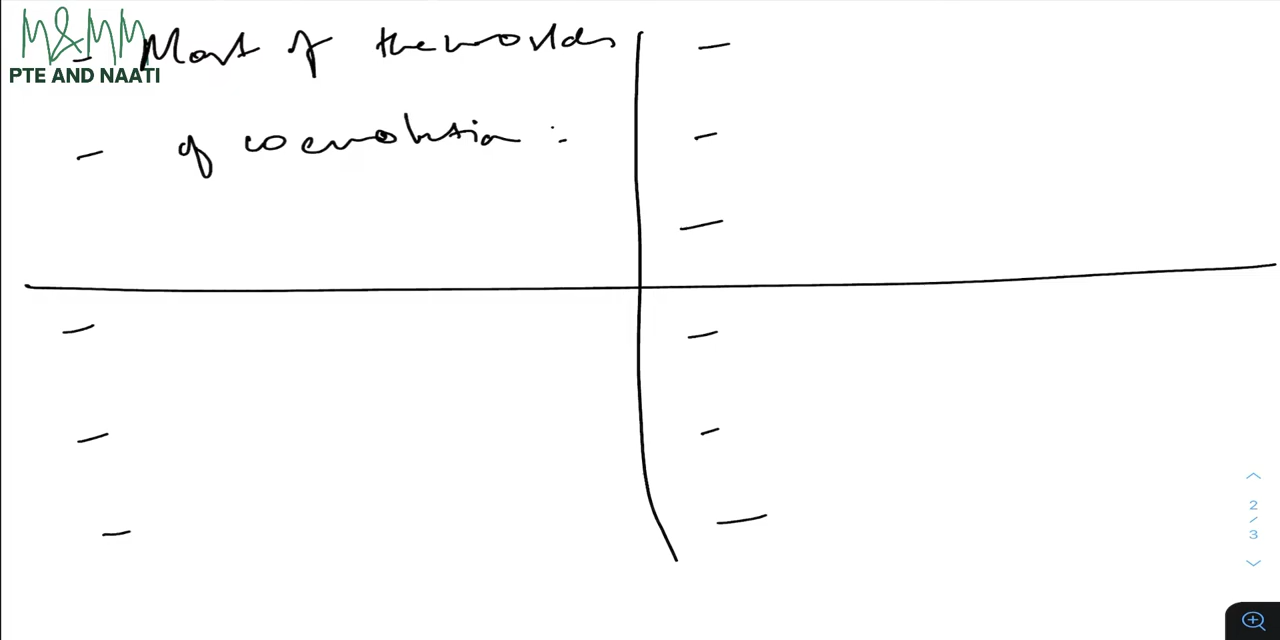 M&MM
PTE AND NAATI
- Most of the worlds
- of coevolution :-
2
/
3